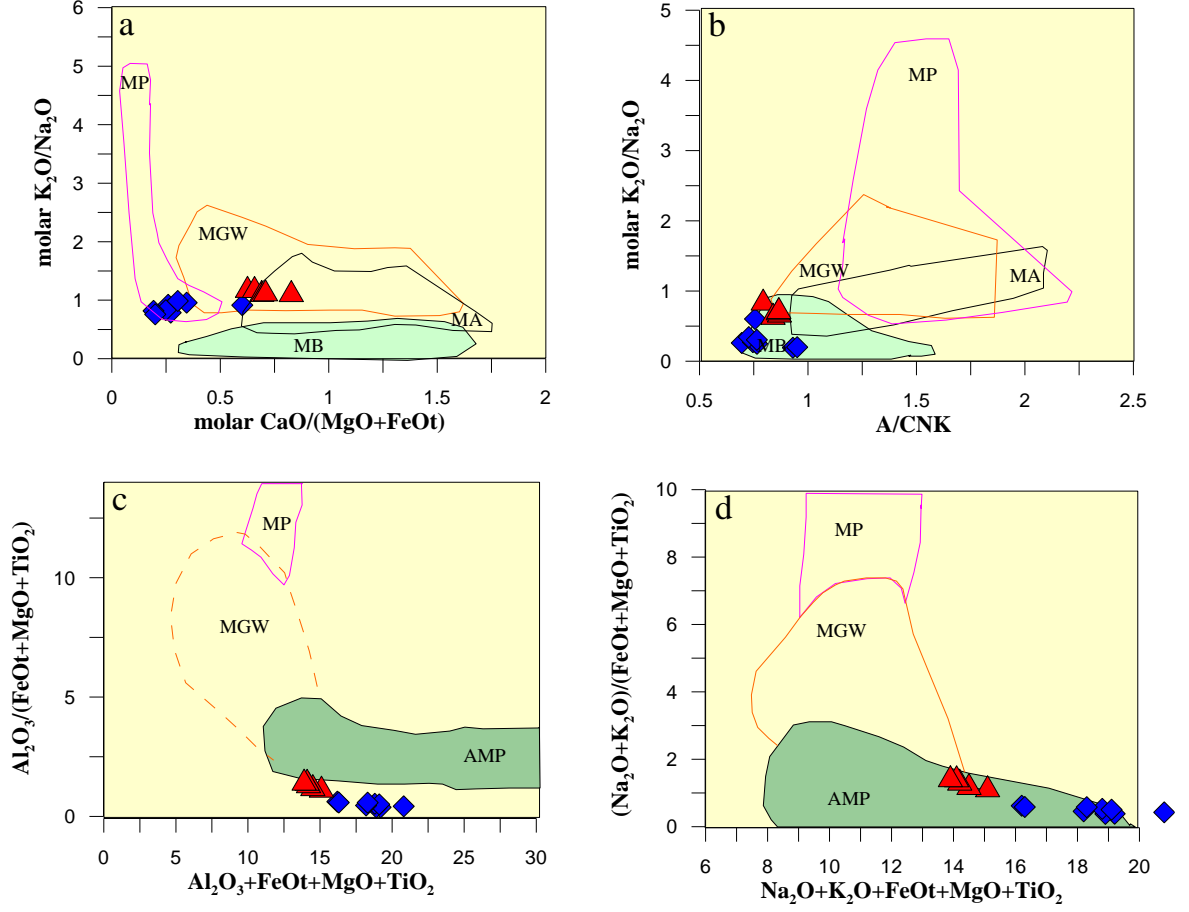 a
6
5
4
3
2
1
0
MP
MGW
MA
MB
0
0.5
1
1.5
2
molar K₂O/Na₂O
molar CaO/(MgO+FeOt)
b
5
4
3
2
1
0
MP
MGW
MA
MB
0.5
1
1.5
2
2.5
molar K₂O/Na₂O
A/CNK
c
10
5
0
MP
MGW
AMP
0
5
10
15
20
25
30
Al₂O₃/(FeOt+MgO+TiO₂)
Al₂O₃+FeOt+MgO+TiO₂
d
10
8
6
4
2
0
MP
MGW
AMP
6
8
10
12
14
16
18
20
(Na₂O+K₂O)/(FeOt+MgO+TiO₂)
Na₂O+K₂O+FeOt+MgO+TiO₂